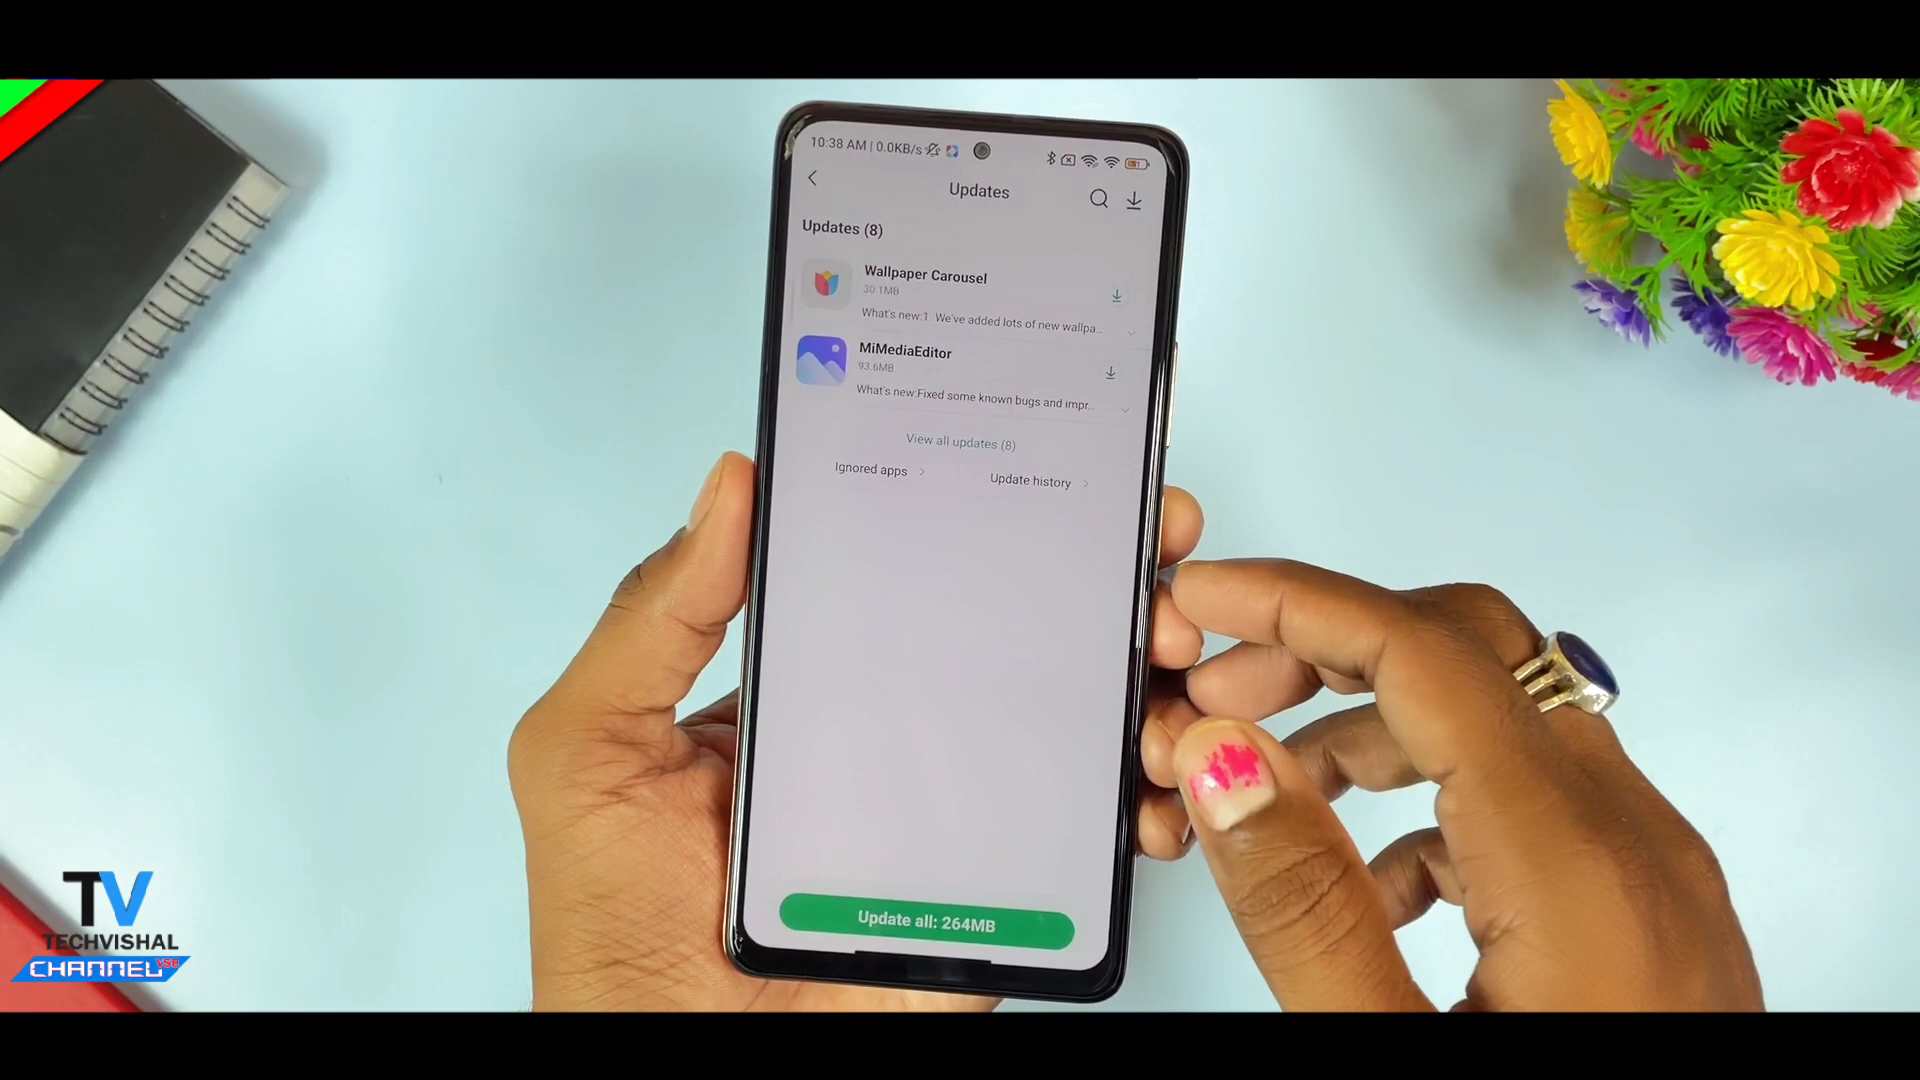 10:38 AM | 0.0KB/s
Updates
Updates (8)
Wallpaper Carousel
30.1MB
What's new:1. We've added lots of new wallpa...
MiMediaEditor
93.6MB
What's new:Fixed some known bugs and impr...
View all updates (8)
Ignored apps
Update history
Update all: 264MB
TV
TECHVISHAL
CHANNEL VSB